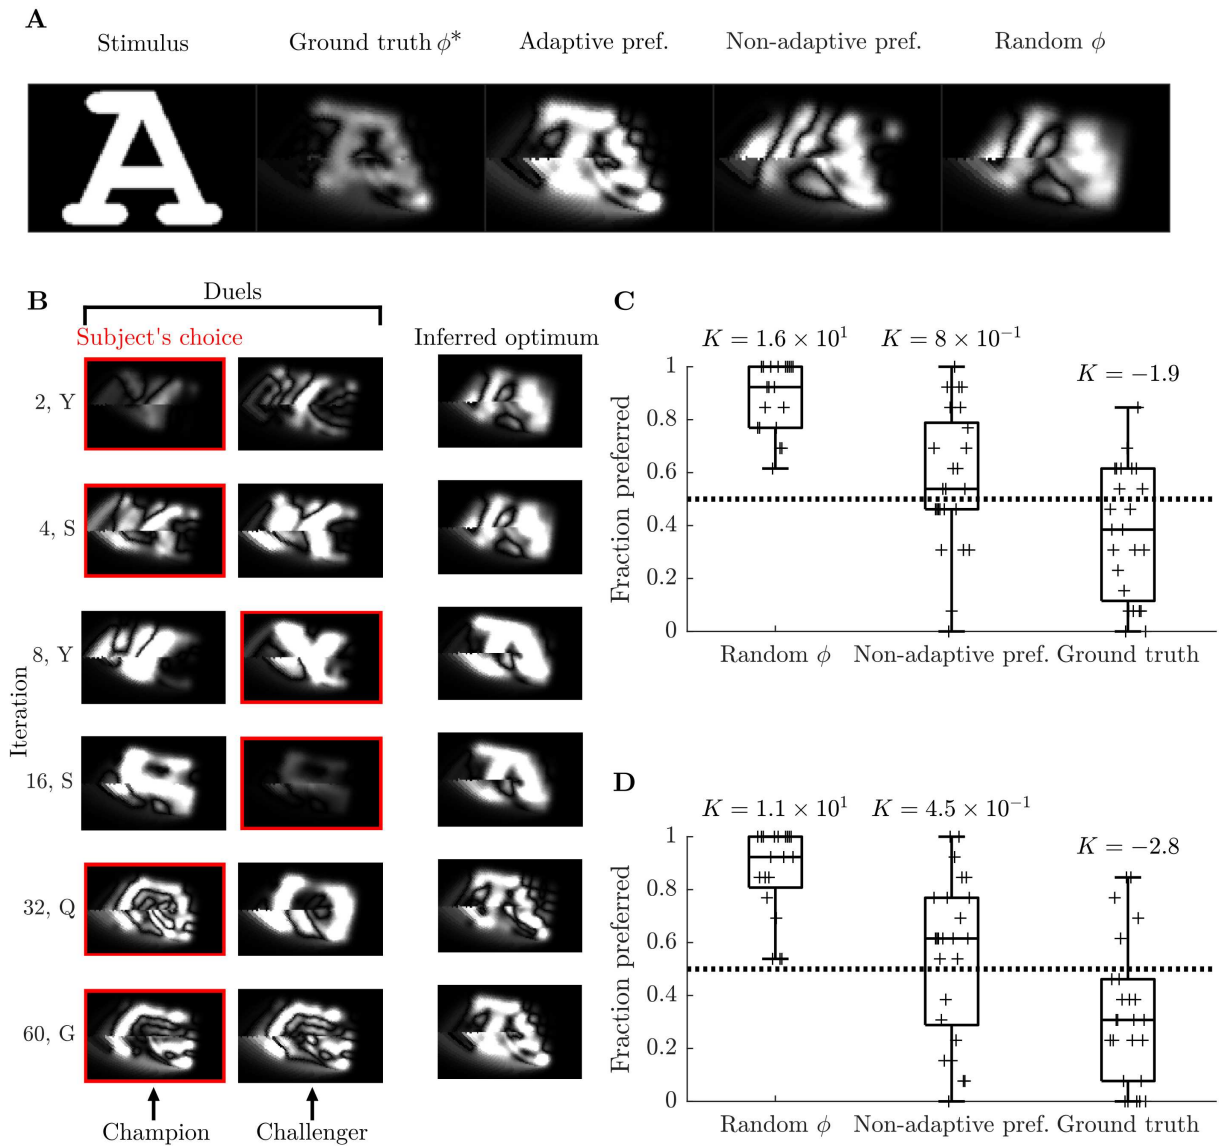 A
Stimulus Ground truth ϕ* Adaptive pref. Non-adaptive pref. Random ϕ
A
B
Duels
Subject's choice Inferred optimum
Iteration
2, Y
4, S
8, Y
16, S
32, Q
60, G
Champion Challenger
C
K = 1.6 × 10¹ K = 8 × 10⁻¹ K = −1.9
Fraction preferred
1
0.8
0.6
0.4
0.2
0
Random ϕ Non-adaptive pref. Ground truth
D
K = 1.1 × 10¹ K = 4.5 × 10⁻¹ K = −2.8
Fraction preferred
1
0.8
0.6
0.4
0.2
0
Random ϕ Non-adaptive pref. Ground truth